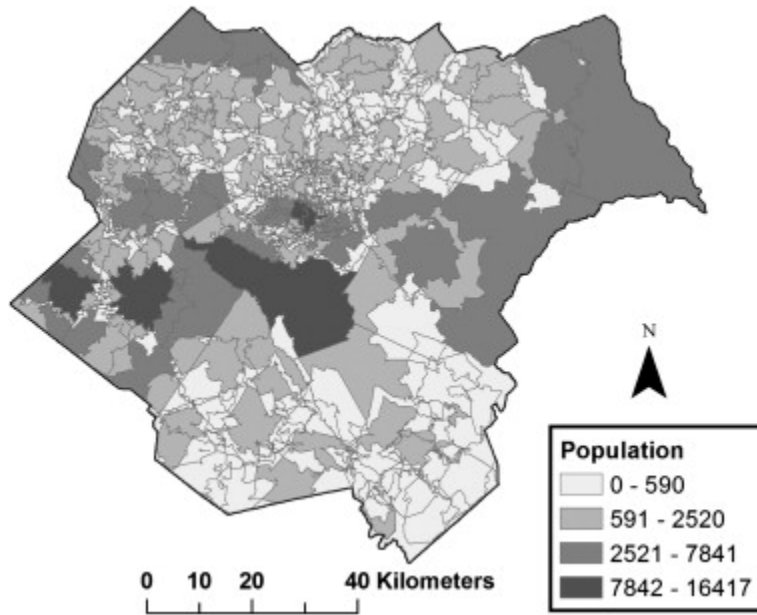 N
Population
0 - 590
591 - 2520
2521 - 7841
7842 - 16417
0 10 20 40 Kilometers